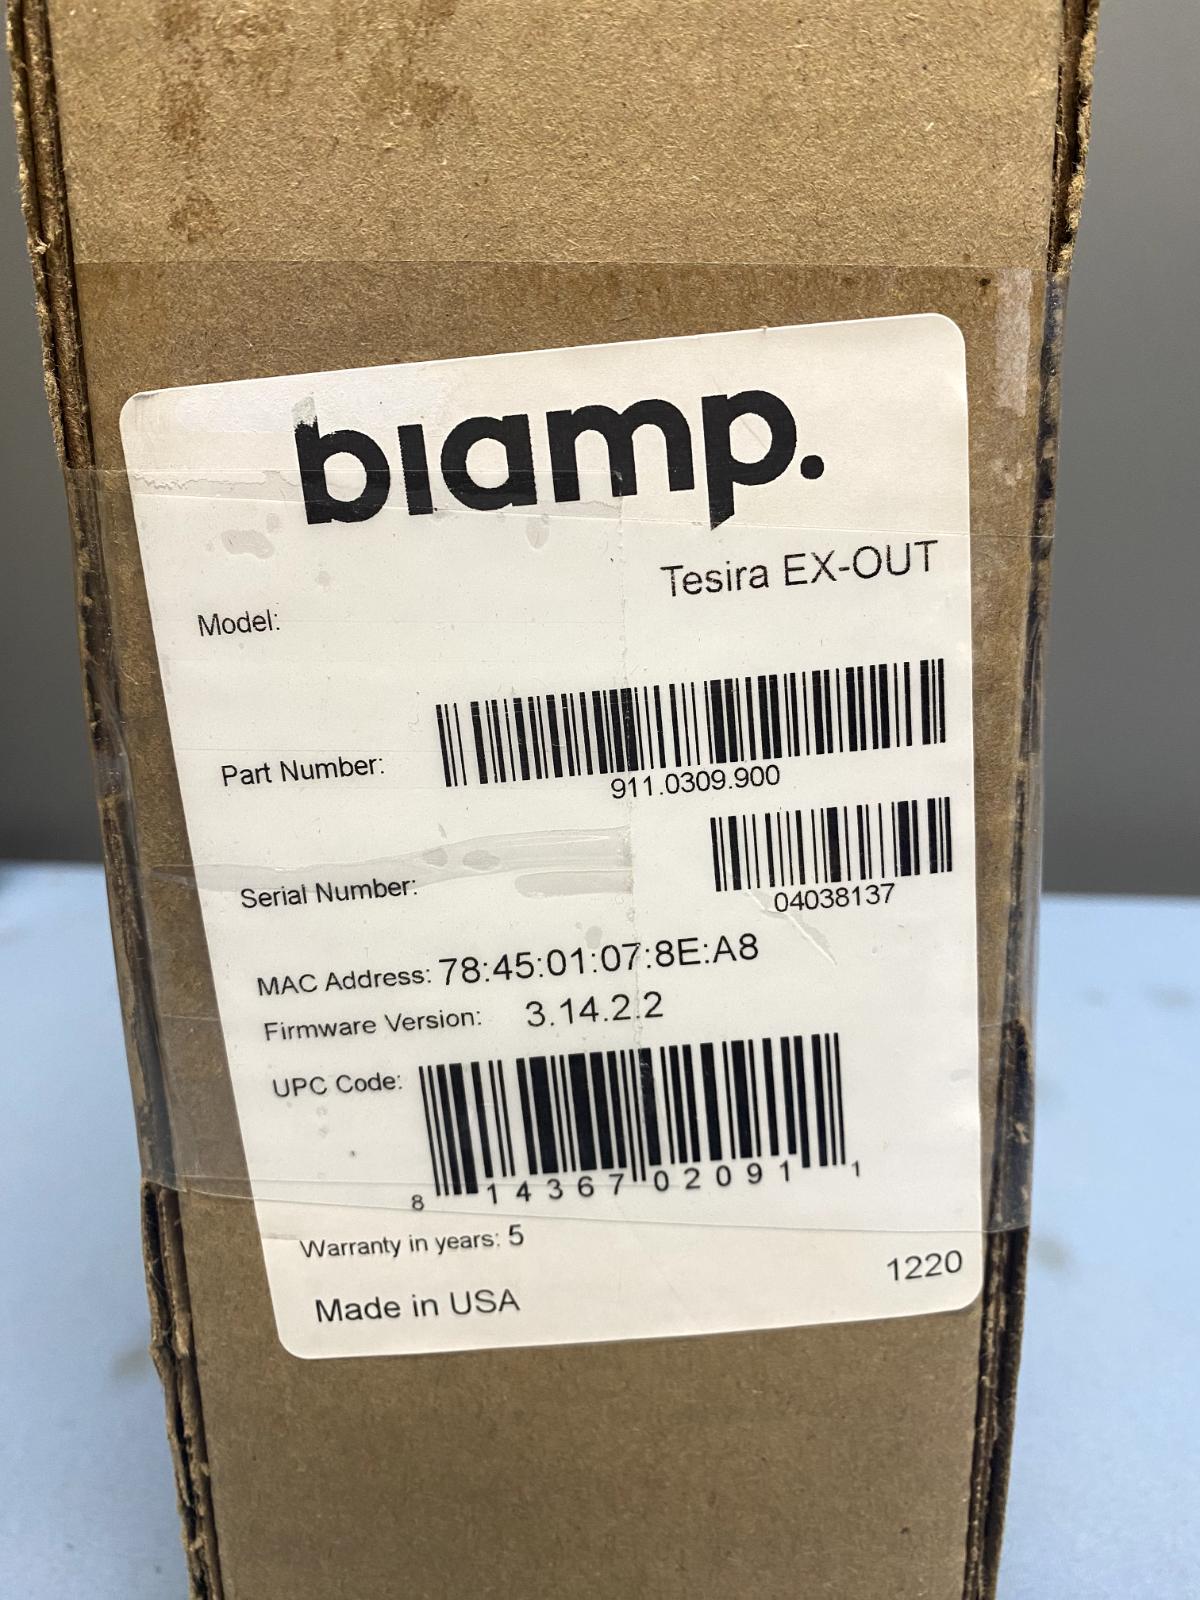 biamp.
Tesira EX-OUT
Model:
Part Number:
911.0309.900
Serial Number:
04038137
MAC Address: 78:45:01:07:8E:A8
Firmware Version: 3.14.2.2
UPC Code:
8 14367 02091 1
Warranty in years: 5
1220
Made in USA